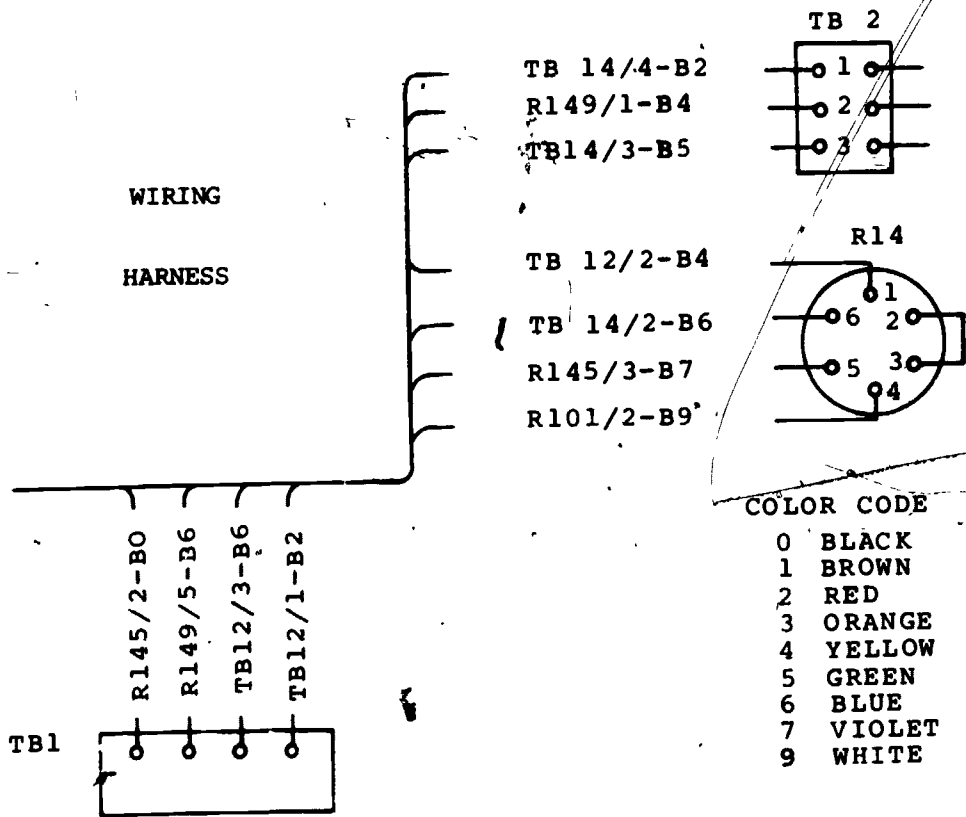 TB 2
TB 14/4-B2
1
R149/1-B4
2
TB14/3-B5
3
WIRING
HARNESS
R14
TB 12/2-B4
1
TB 14/2-B6
6
2
R145/3-B7
5
3
R101/2-B9
4
COLOR CODE
0 BLACK
1 BROWN
2 RED
3 ORANGE
4 YELLOW
5 GREEN
6 BLUE
7 VIOLET
9 WHITE
R145/2-B0
R149/5-B6
TB12/3-B6
TB12/1-B2
TB1